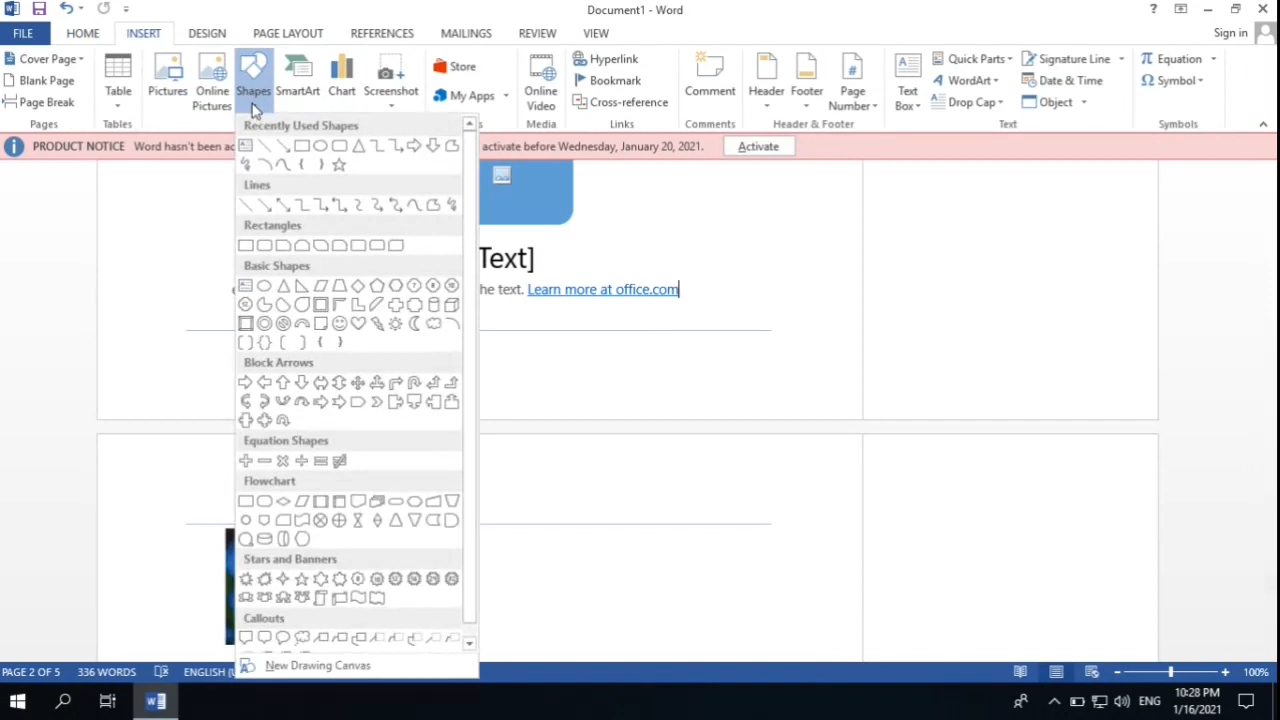 Document1 - Word
?
FILE HOME INSERT DESIGN PAGE LAYOUT REFERENCES MAILINGS REVIEW VIEW Sign in
Cover Page
Blank Page
Page Break
Pages
Table
Tables
Pictures
Online Pictures
Shapes
SmartArt
Chart
Screenshot
Store
My Apps
Online Video
Media
Hyperlink
Bookmark
Cross-reference
Links
Comment
Comments
Header
Footer
Page Number
Header & Footer
Text Box
Quick Parts
WordArt
Drop Cap
Signature Line
Date & Time
Object
Text
Equation
Symbol
Symbols
PRODUCT NOTICE Word hasn't been ac
activate before Wednesday, January 20, 2021. Activate
Recently Used Shapes
Lines
Rectangles
Basic Shapes
Block Arrows
Equation Shapes
Flowchart
Stars and Banners
Callouts
New Drawing Canvas
Text]
he text. Learn more at office.com
PAGE 2 OF 5 336 WORDS ENGLISH (U 100%
ENG
10:28 PM
1/16/2021